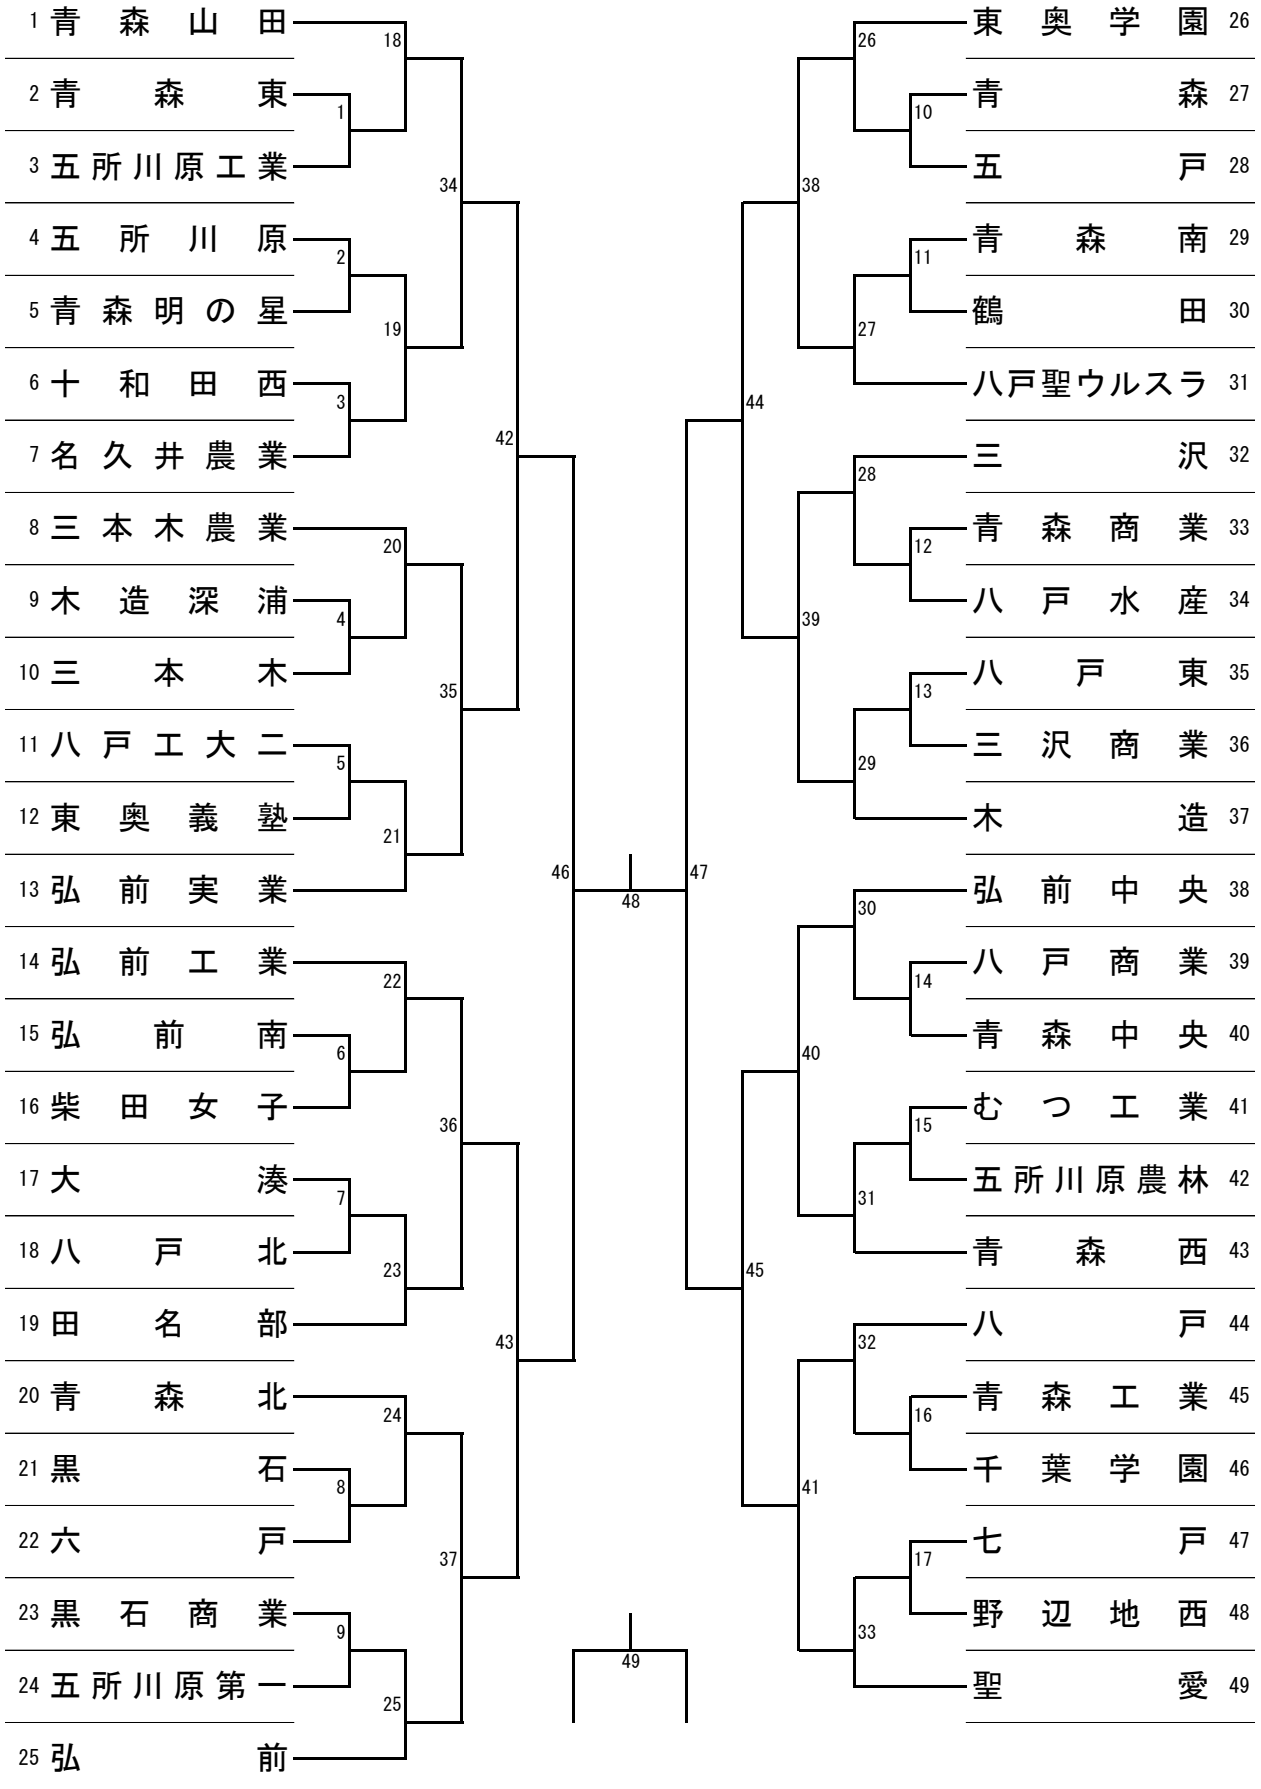 1 青森山田
2 青森東
3 五所川原工業
4 五所川原
5 青森明の星
6 十和田西
7 名久井農業
8 三本木農業
9 木造深浦
10 三本木
11 八戸工大二
12 東奥義塾
13 弘前実業
14 弘前工業
15 弘前南
16 柴田女子
17 大湊
18 八戸北
19 田名部
20 青森北
21 黒石
22 六戸
23 黒石商業
24 五所川原第一
25 弘前
1
2
3
4
5
6
7
8
9
18
19
20
21
22
23
24
25
34
35
36
37
42
43
46
48
49
47
44
45
38
39
40
41
26
27
28
29
30
31
32
33
10
11
12
13
14
15
16
17
東奥学園 26
青森 27
五戸 28
青森南 29
鶴田 30
八戸聖ウルスラ 31
三沢 32
青森商業 33
八戸水産 34
八戸東 35
三沢商業 36
木造 37
弘前中央 38
八戸商業 39
青森中央 40
むつ工業 41
五所川原農林 42
青森西 43
八戸 44
青森工業 45
千葉学園 46
七戸 47
野辺地西 48
聖愛 49